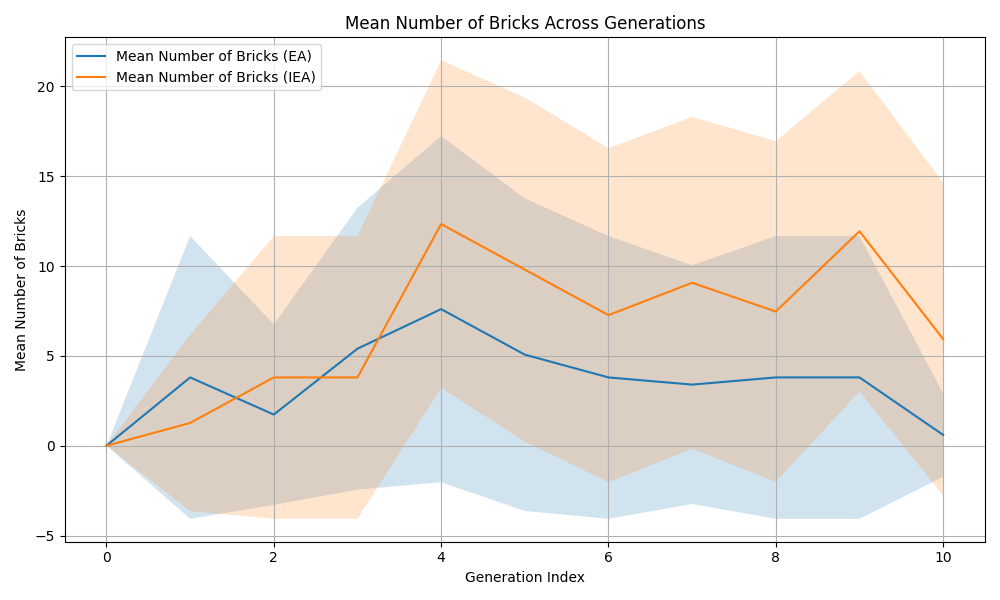 Mean Number of Bricks Across Generations
Mean Number of Bricks (EA)
Mean Number of Bricks (IEA)
Mean Number of Bricks
20
15
10
5
0
−5
0 2 4 6 8 10
Generation Index